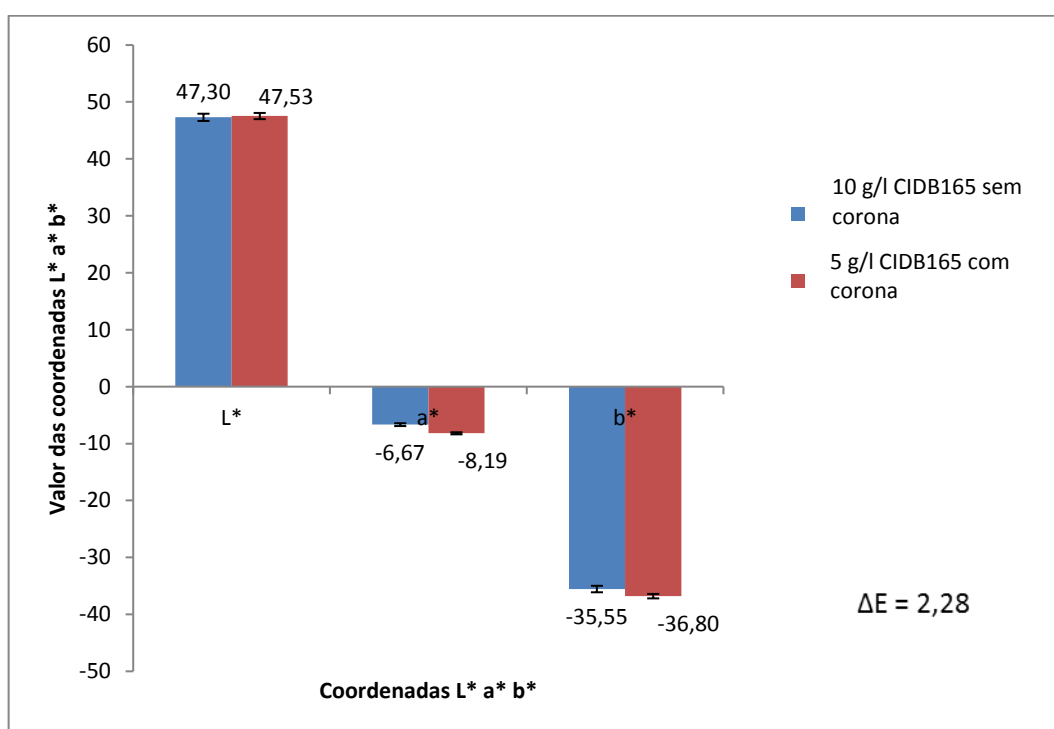 60
50
40
30
20
10
0
-10
-20
-30
-40
-50
Valor das coordenadas L* a* b*
47,30
47,53
L*
a*
b*
-6,67
-8,19
-35,55
-36,80
Coordenadas L* a* b*
10 g/l CIDB165 sem
corona
5 g/l CIDB165 com
corona
ΔE = 2,28